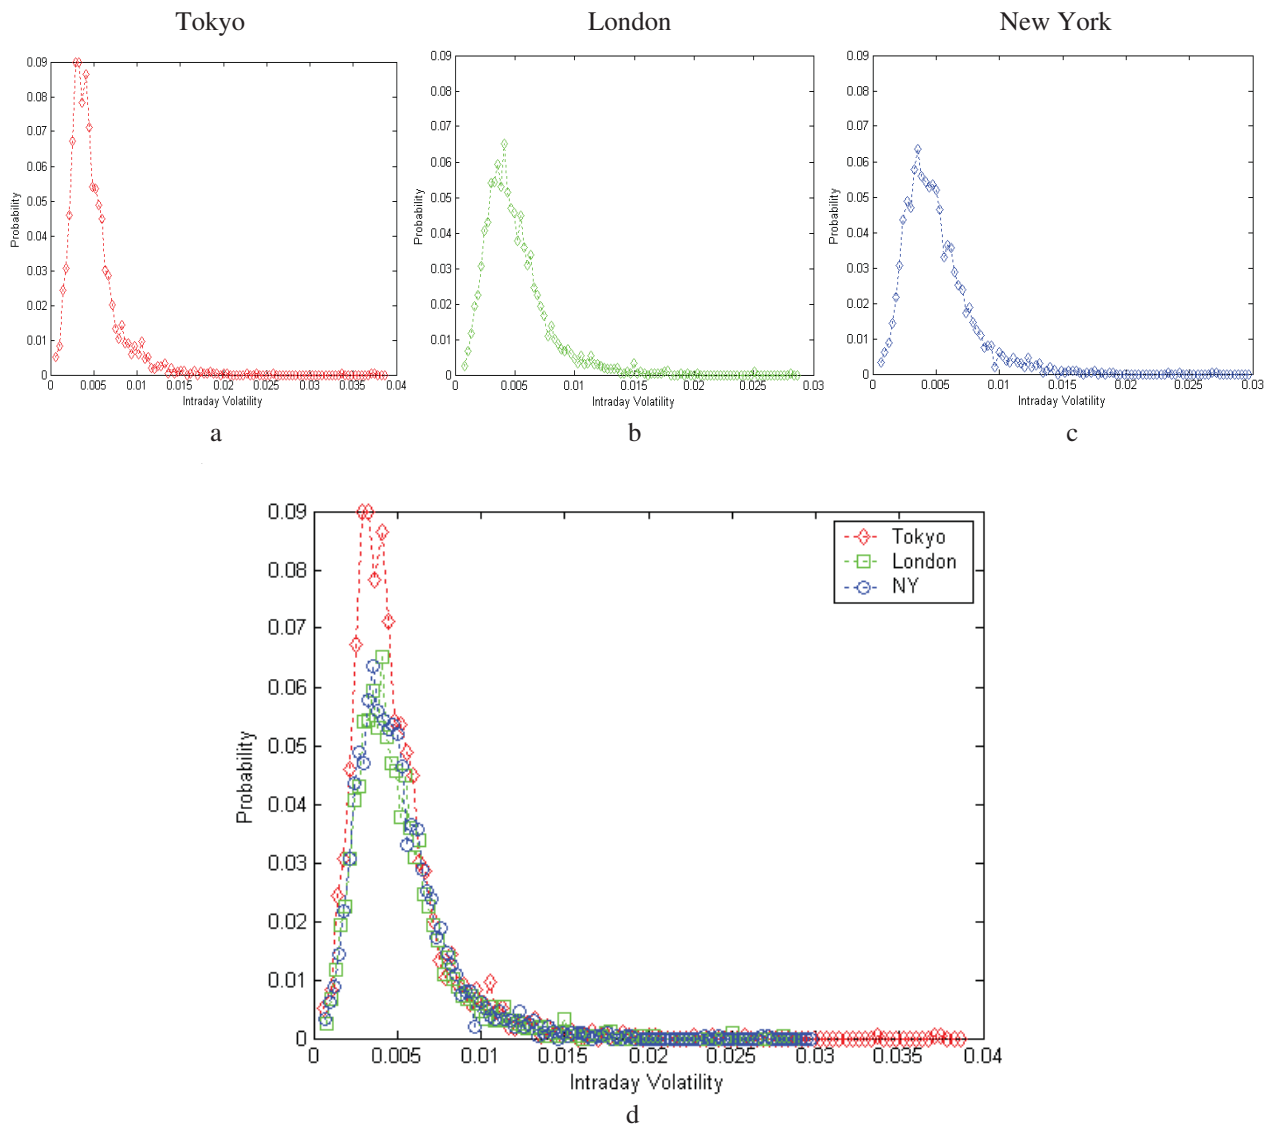 Tokyo London New York
0.09 0.09 0.09
0.08 0.08 0.08
0.07 0.07 0.07
0.06 0.06 0.06
0.05 0.05 0.05
0.04 0.04 0.04
0.03 0.03 0.03
0.02 0.02 0.02
0.01 0.01 0.01
0 0 0
Probability Probability Probability
0 0.005 0.01 0.015 0.02 0.025 0.03 0.035 0.04 0 0.005 0.01 0.015 0.02 0.025 0.03 0 0.005 0.01 0.015 0.02 0.025 0.03
Intraday Volatility Intraday Volatility Intraday Volatility
a b c
0.09
0.08
0.07
0.06
0.05
0.04
0.03
0.02
0.01
0
Probability
Tokyo
London
NY
0 0.005 0.01 0.015 0.02 0.025 0.03 0.035 0.04
Intraday Volatility
d